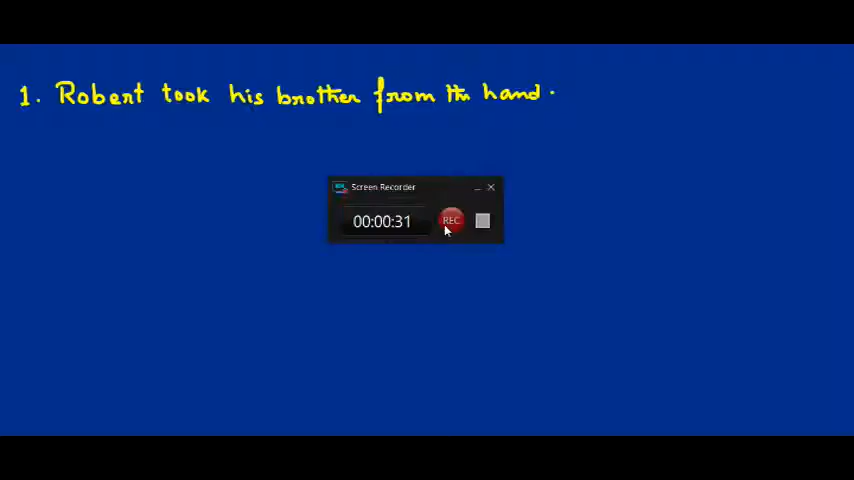 1. Robert took his brother from the hand.
Screen Recorder
00:00:31 REC